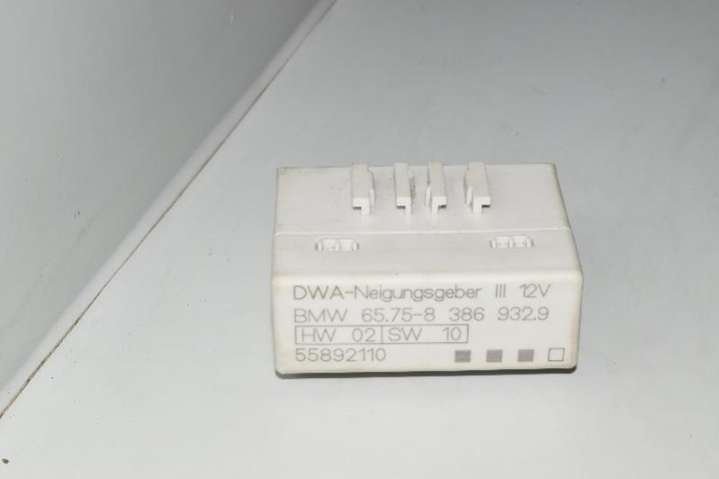 DWA-Neigungsgeber III 12V
BMW 65.75-8 386 932.9
HW 02 SW 10
55892110